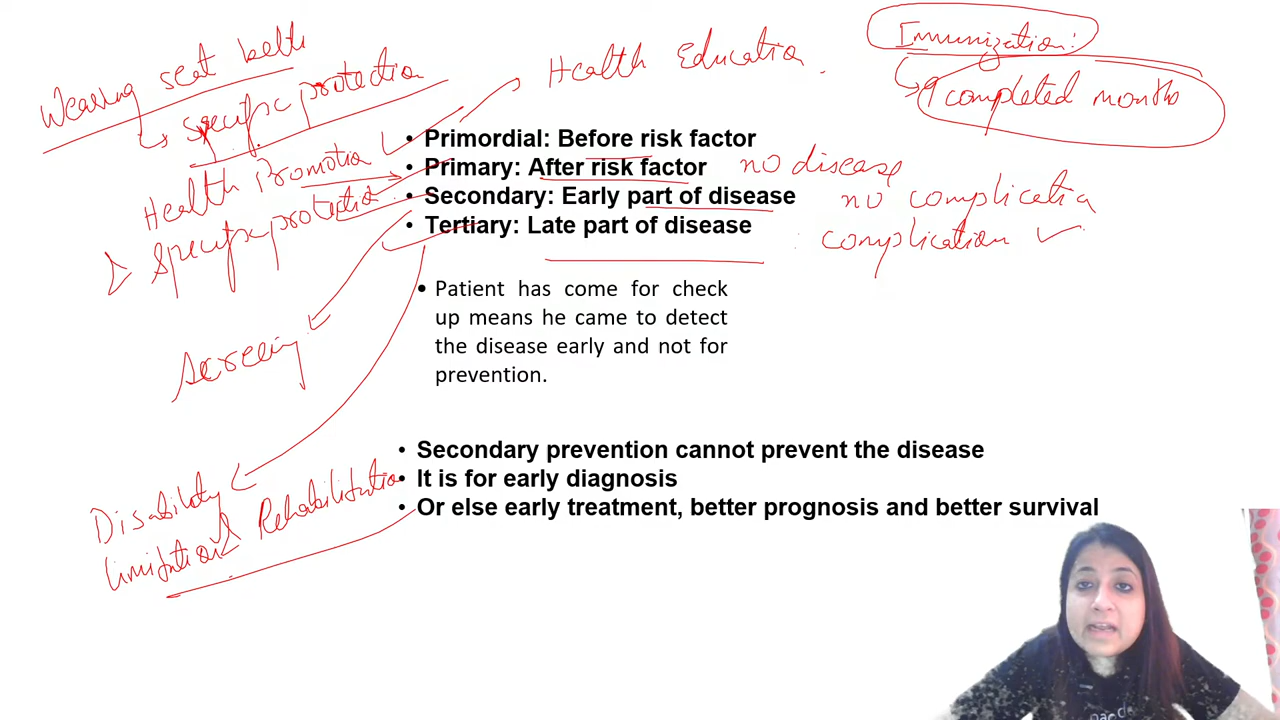 Wearing seat belts
↳ specific protection
Health Education.
Immunization:
↳ 9 completed months
• Primordial: Before risk factor
Health Promotion
• Primary: After risk factor
no disease
specific protection
• Secondary: Early part of disease
no complication
• Tertiary: Late part of disease
complication ✓
• Patient has come for check
up means he came to detect
the disease early and not for
prevention.
Screening
• Secondary prevention cannot prevent the disease
Disability
limitation & Rehabilitation
• It is for early diagnosis
• Or else early treatment, better prognosis and better survival